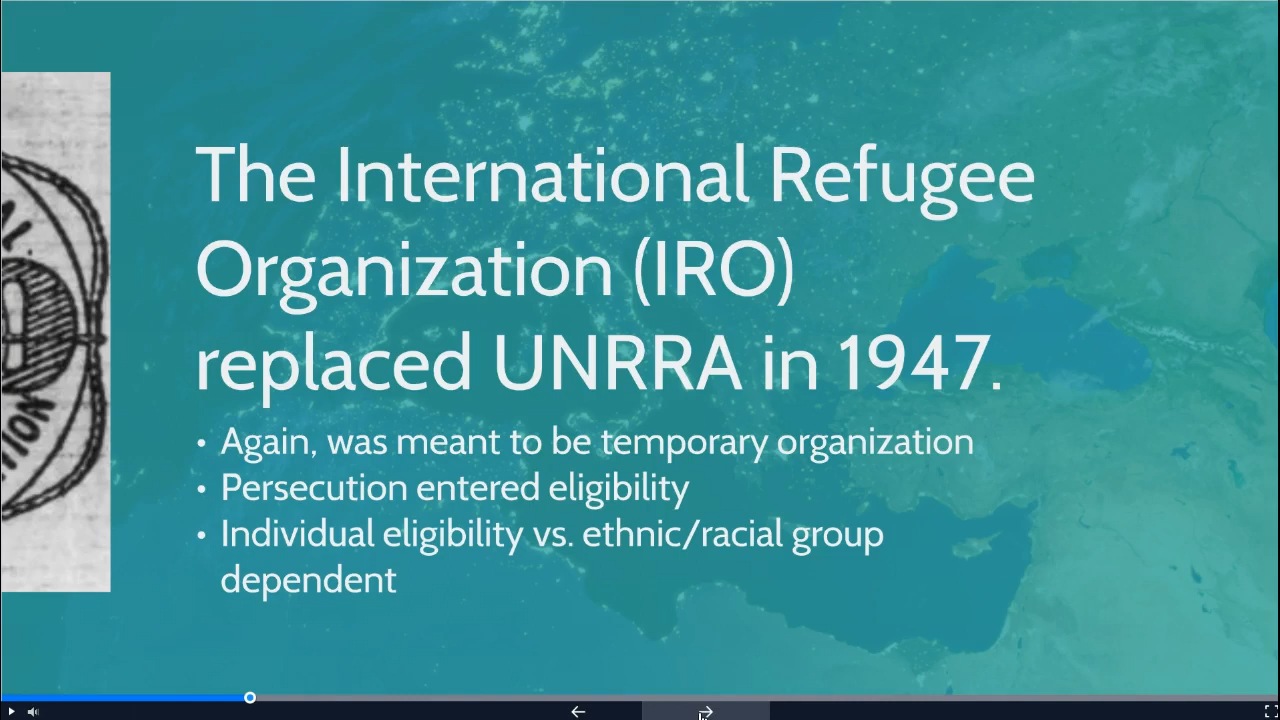 The International Refugee
Organization (IRO)
replaced UNRRA in 1947.
• Again, was meant to be temporary organization
• Persecution entered eligibility
• Individual eligibility vs. ethnic/racial group
dependent